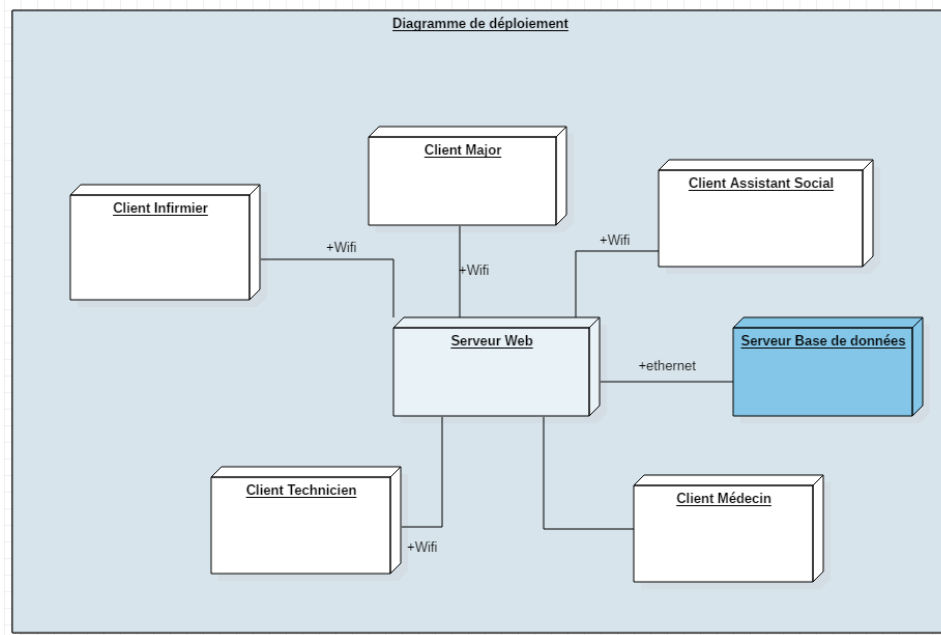 Diagramme de déploiement
Client Major
Client Assistant Social
Client Infirmier
+Wifi
+Wifi
+Wifi
Serveur Web
Serveur Base de données
+ethernet
Client Technicien
Client Médecin
+Wifi